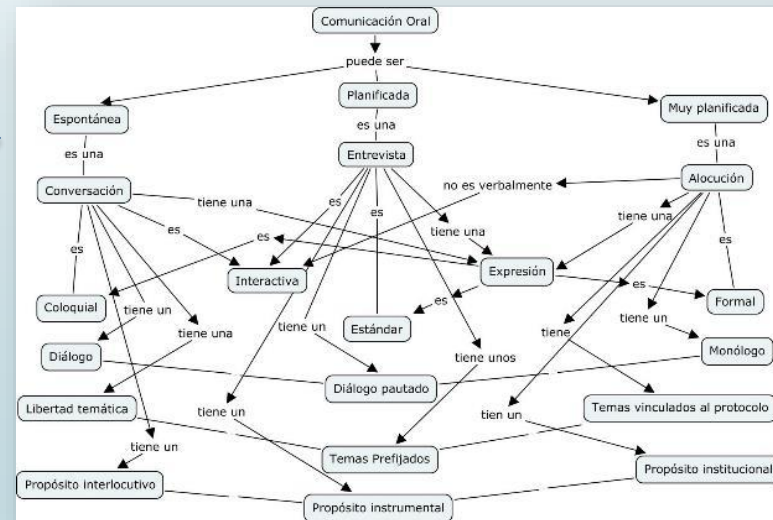 Comunicación Oral
puede ser
Espontánea
Planificada
Muy planificada
es una
es una
es una
Conversación
Entrevista
Alocución
no es verbalmente
tiene una
es
es
es
es
tiene una
tiene una
es
es
Interactiva
Expresión
es
es
Coloquial
Estándar
Formal
tiene un
tiene una
tiene un
tiene
tiene un
Diálogo
tiene unos
Monólogo
Diálogo pautado
Libertad temática
tiene un
tien un
Temas vinculados al protocolo
tiene un
Temas Prefijados
Propósito interlocutivo
Propósito institucional
Propósito instrumental